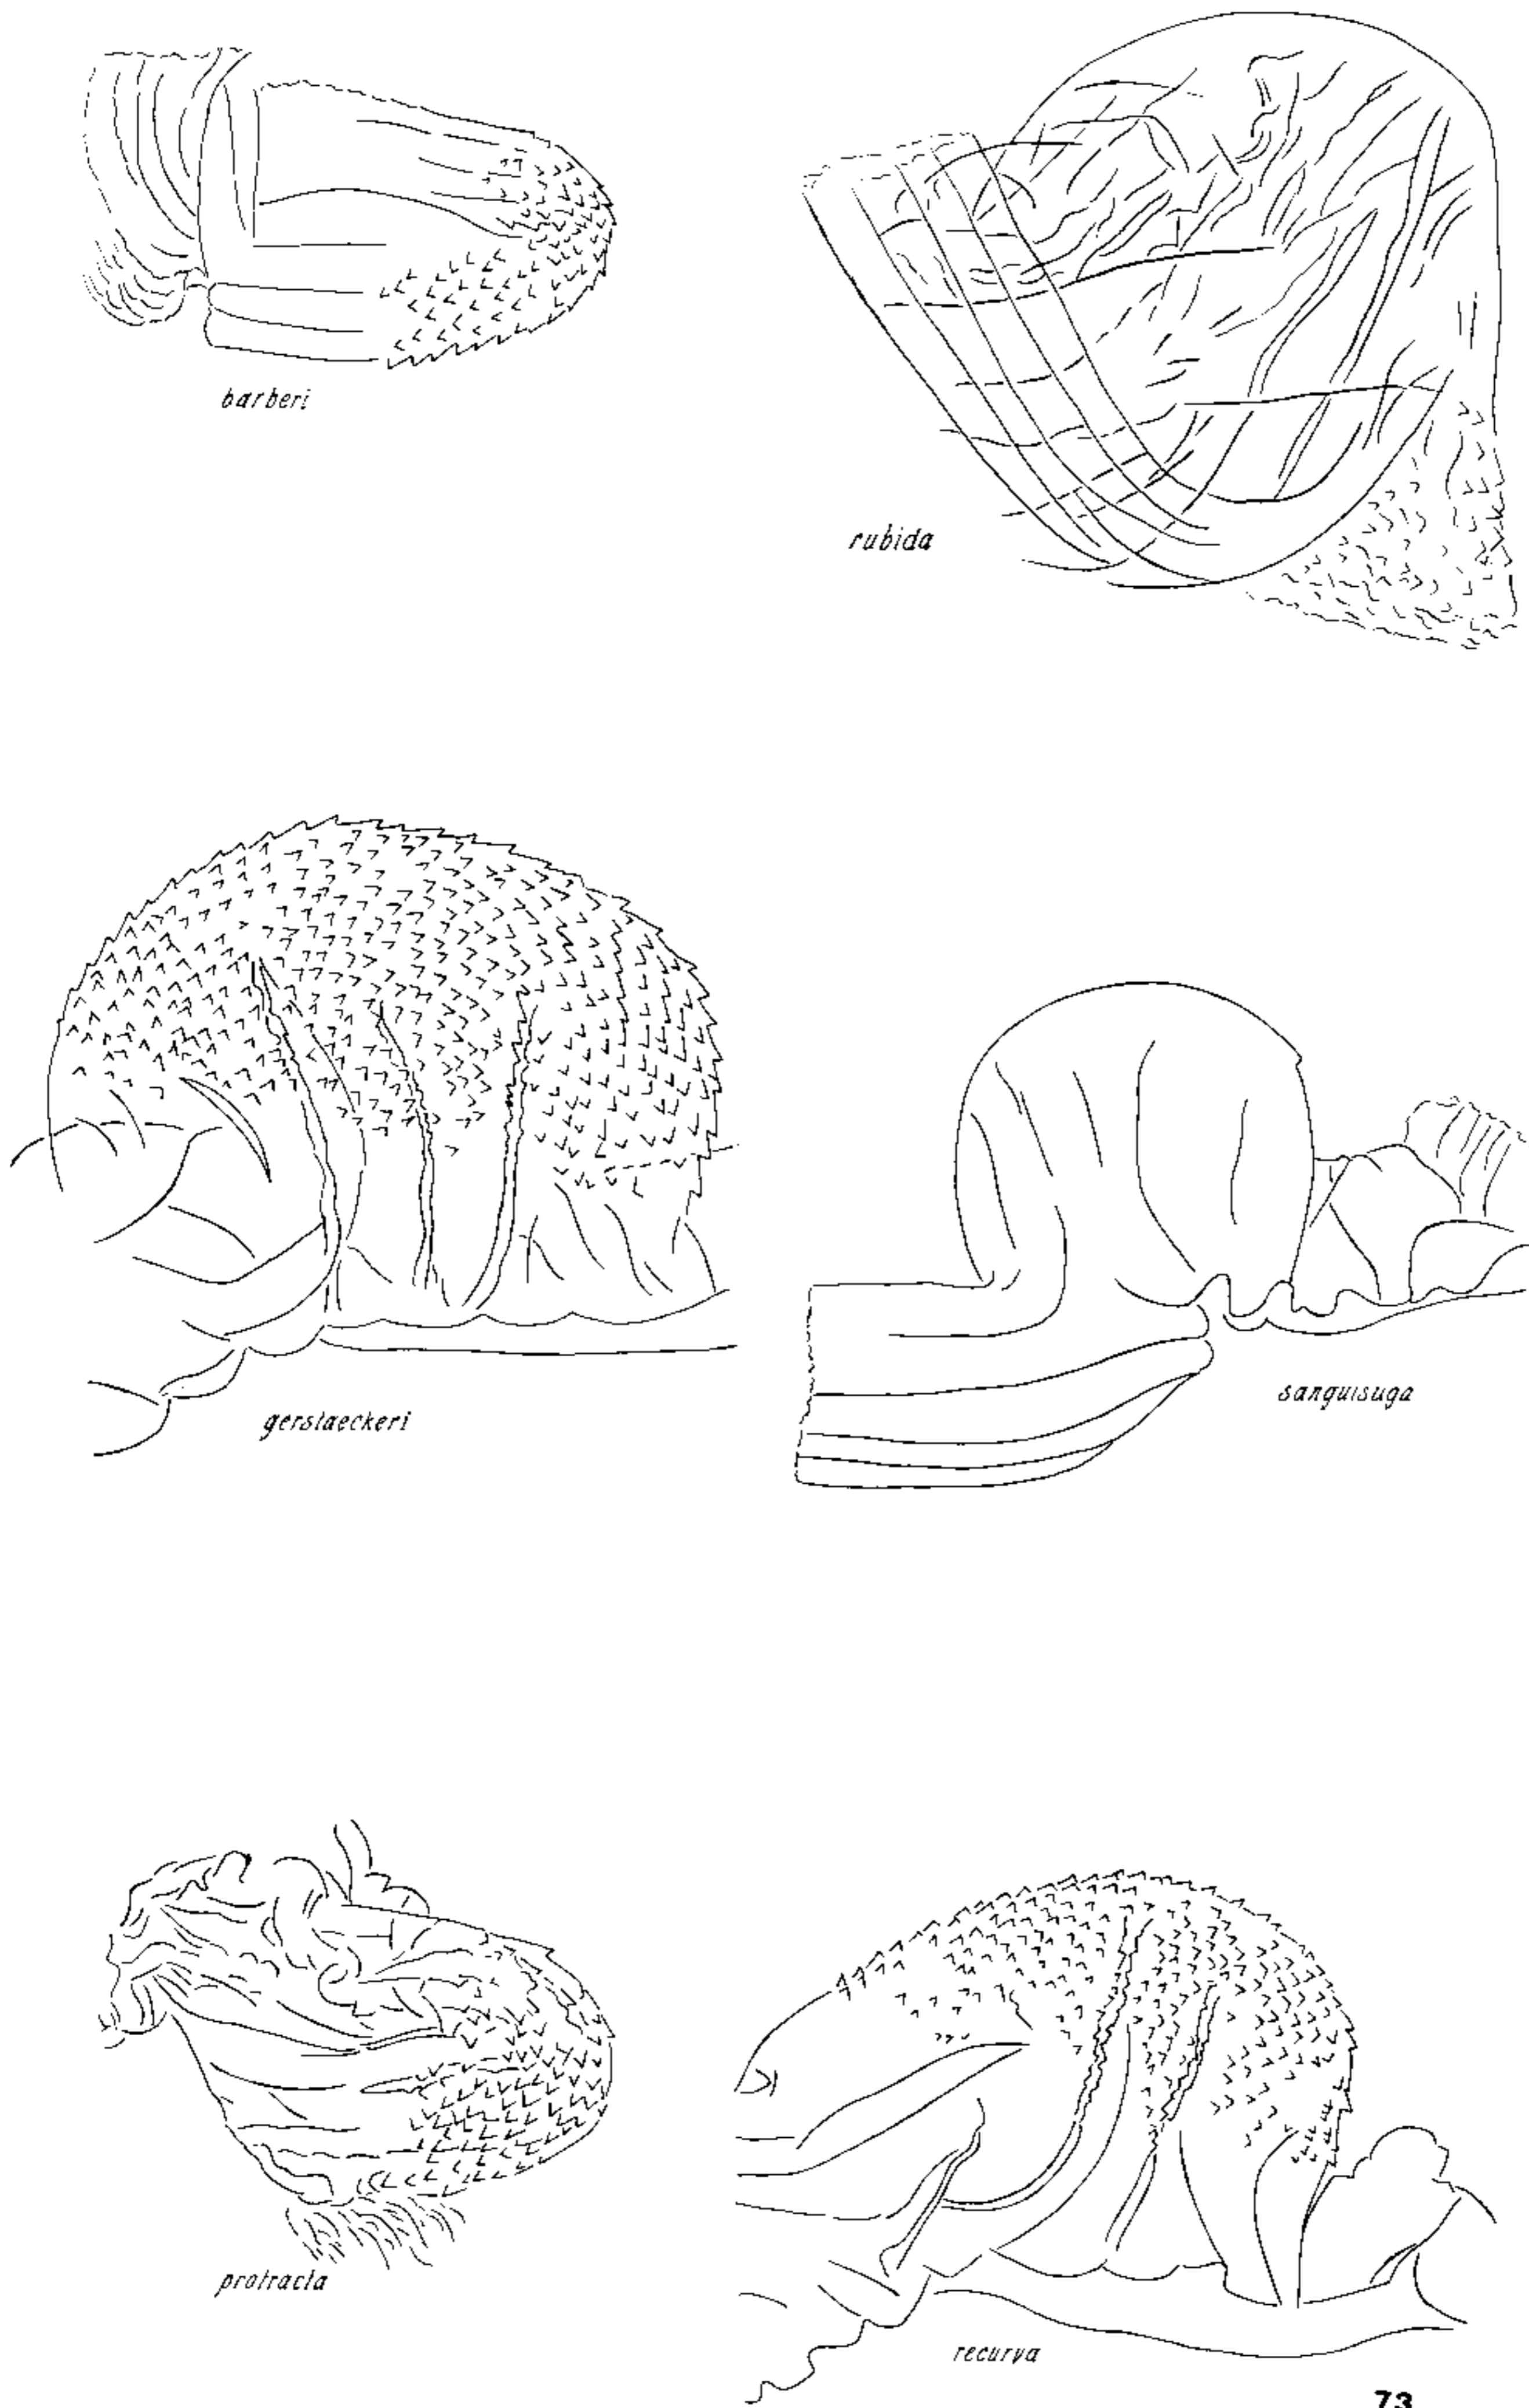 barberi
rubida
gerstaeckeri
sanguisuga
protracta
recurva
73